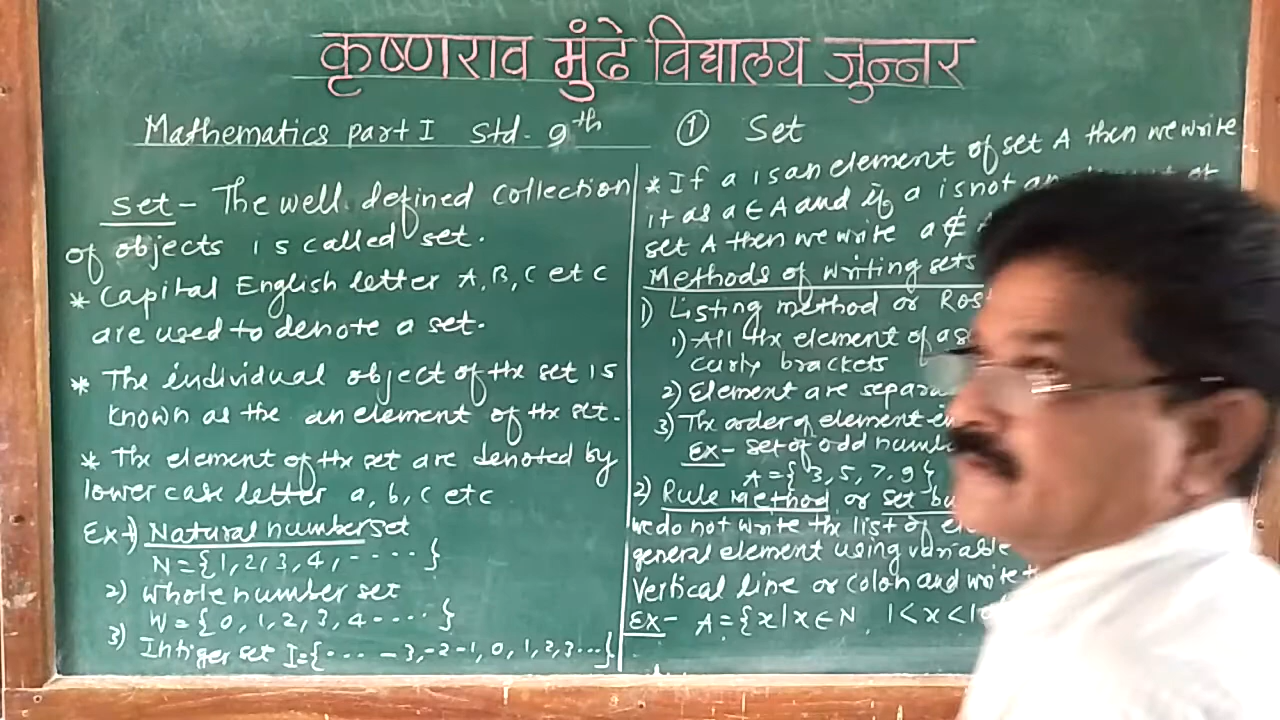 कृष्णराव मुंढे विद्यालय जुन्नर
Mathematics part I Std. 9th
① Set
Set - The well defined collection
of objects is called set.
* Capital English letter A, B, C etc
are used to denote a set.
* The individual object of the set is
known as the an element of the set.
* The element of the set are denoted by
lower case letter a, b, c etc
Ex-1) Natural number set
N = {1, 2, 3, 4, .....}
2) Whole number set
W = {0, 1, 2, 3, 4 .....}
3) Intiger set I = {... -3, -2 -1, 0, 1, 2, 3 ...}
* If a is an element of set A then we write
it as a ∈ A and if a is not an
set A then we write a ∉
Methods of writing sets
1) Listing method or
1) All the element of a
curly brackets
2) Element are
3) The order of element
Ex - set of odd
A = { 3, 5, 7, 9 }
2) Rule method or set
we do not write the list of
general element using variable
Vertical line or colon and write
Ex - A = {x | x ∈ N, 1 < x <